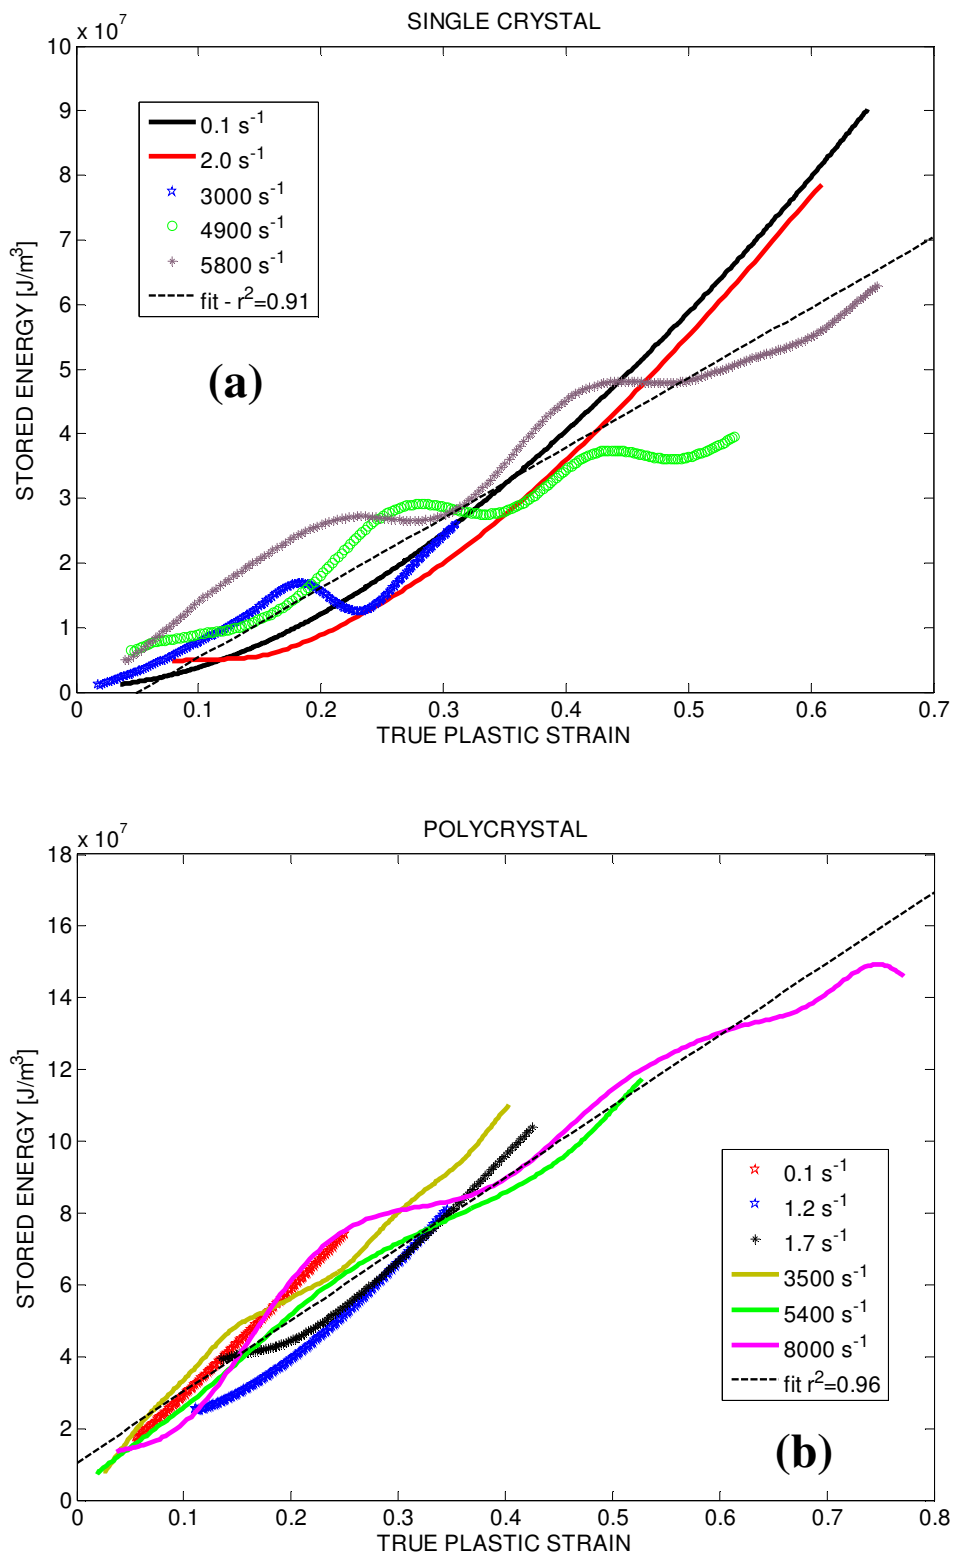 SINGLE CRYSTAL
x 10^7
10
9
8
7
6
5
4
3
2
1
0
STORED ENERGY [J/m^3]
0.1 s^-1
2.0 s^-1
3000 s^-1
4900 s^-1
5800 s^-1
fit - r^2=0.91
(a)
0 0.1 0.2 0.3 0.4 0.5 0.6 0.7
TRUE PLASTIC STRAIN
POLYCRYSTAL
x 10^7
18
16
14
12
10
8
6
4
2
0
STORED ENERGY [J/m^3]
0.1 s^-1
1.2 s^-1
1.7 s^-1
3500 s^-1
5400 s^-1
8000 s^-1
fit r^2=0.96
(b)
0 0.1 0.2 0.3 0.4 0.5 0.6 0.7 0.8
TRUE PLASTIC STRAIN